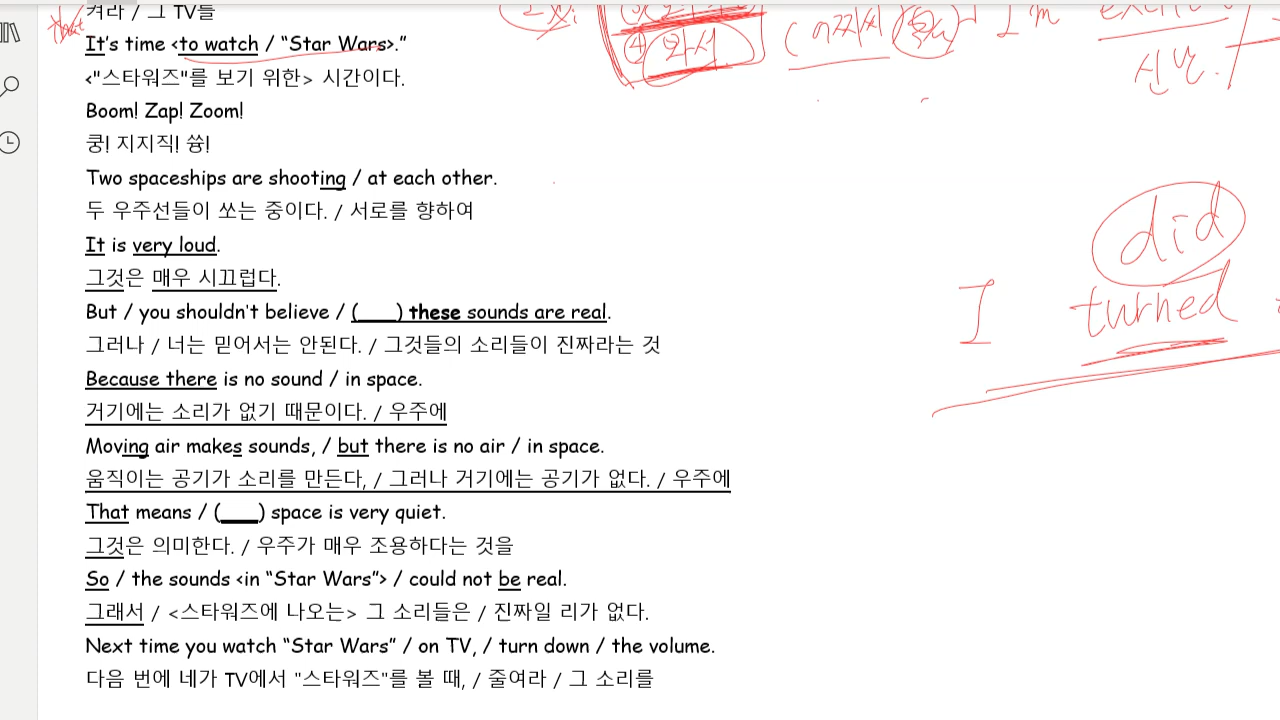 켜라 / 그 TV들
It's time <to watch / “Star Wars>.”
<"스타워즈"를 보기 위한> 시간이다.
Boom! Zap! Zoom!
쿵! 지지직! 쓩!
Two spaceships are shooting / at each other.
두 우주선들이 쏘는 중이다. / 서로를 향하여
It is very loud.
그것은 매우 시끄럽다.
But / you shouldn't believe / (____) these sounds are real.
그러나 / 너는 믿어서는 안된다. / 그것들의 소리들이 진짜라는 것
Because there is no sound / in space.
거기에는 소리가 없기 때문이다. / 우주에
Moving air makes sounds, / but there is no air / in space.
움직이는 공기가 소리를 만든다, / 그러나 거기에는 공기가 없다. / 우주에
That means / (____) space is very quiet.
그것은 의미한다. / 우주가 매우 조용하다는 것을
So / the sounds <in “Star Wars”> / could not be real.
그래서 / <스타워즈에 나오는> 그 소리들은 / 진짜일 리가 없다.
Next time you watch “Star Wars” / on TV, / turn down / the volume.
다음 번에 네가 TV에서 "스타워즈"를 볼 때, / 줄여라 / 그 소리를
④ 와서
I'm
did
I turned